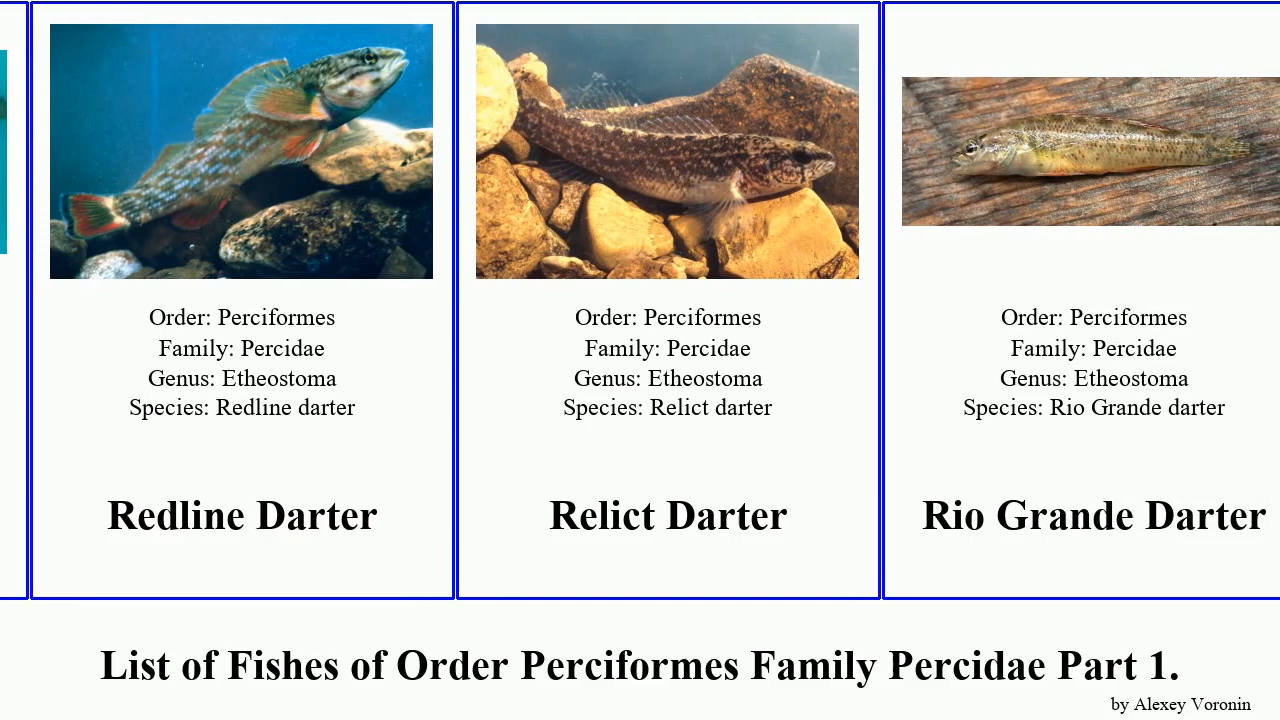 Order: Perciformes
Family: Percidae
Genus: Etheostoma
Species: Redline darter
Redline Darter
Order: Perciformes
Family: Percidae
Genus: Etheostoma
Species: Relict darter
Relict Darter
Order: Perciformes
Family: Percidae
Genus: Etheostoma
Species: Rio Grande darter
Rio Grande Darter
List of Fishes of Order Perciformes Family Percidae Part 1.
by Alexey Voronin